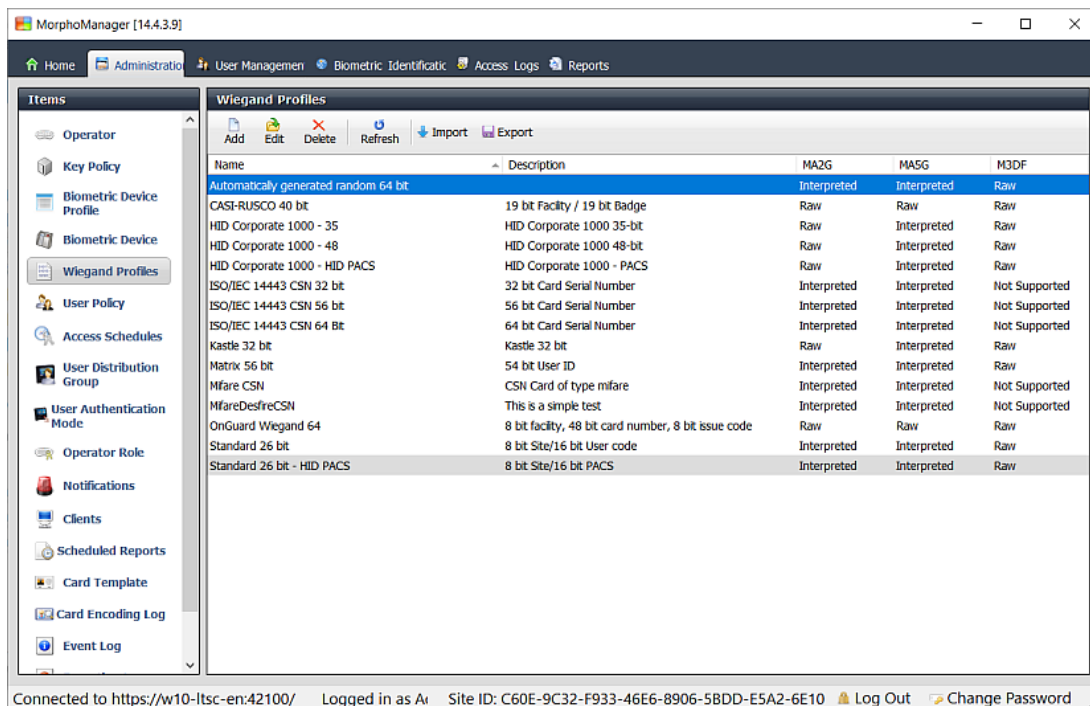 MorphoManager [14.4.3.9]
Home Administratio User Managemen Biometric Identificatic Access Logs Reports
Items
Operator
Key Policy
Biometric Device
Profile
Biometric Device
Wiegand Profiles
User Policy
Access Schedules
User Distribution
Group
User Authentication
Mode
Operator Role
Notifications
Clients
Scheduled Reports
Card Template
Card Encoding Log
Event Log
Wiegand Profiles
Add Edit Delete Refresh Import Export
Name Description MA2G MA5G M3DF
Automatically generated random 64 bit Interpreted Interpreted Raw
CASI-RUSCO 40 bit 19 bit Facility / 19 bit Badge Raw Raw Raw
HID Corporate 1000 - 35 HID Corporate 1000 35-bit Raw Interpreted Raw
HID Corporate 1000 - 48 HID Corporate 1000 48-bit Raw Interpreted Raw
HID Corporate 1000 - HID PACS HID Corporate 1000 - PACS Raw Interpreted Raw
ISO/IEC 14443 CSN 32 bit 32 bit Card Serial Number Interpreted Interpreted Not Supported
ISO/IEC 14443 CSN 56 bit 56 bit Card Serial Number Interpreted Interpreted Not Supported
ISO/IEC 14443 CSN 64 Bit 64 bit Card Serial Number Interpreted Interpreted Not Supported
Kastle 32 bit Kastle 32 bit Raw Interpreted Raw
Matrix 56 bit 54 bit User ID Interpreted Interpreted Raw
Mifare CSN CSN Card of type mifare Interpreted Interpreted Not Supported
MifareDesfireCSN This is a simple test Interpreted Interpreted Not Supported
OnGuard Wiegand 64 8 bit facility, 48 bit card number, 8 bit issue code Raw Raw Raw
Standard 26 bit 8 bit Site/16 bit User code Interpreted Interpreted Raw
Standard 26 bit - HID PACS 8 bit Site/16 bit PACS Interpreted Interpreted Raw
Connected to https://w10-ltsc-en:42100/ Logged in as Site ID: C60E-9C32-F933-46E6-8906-5BDD-E5A2-6E10 Log Out Change Password